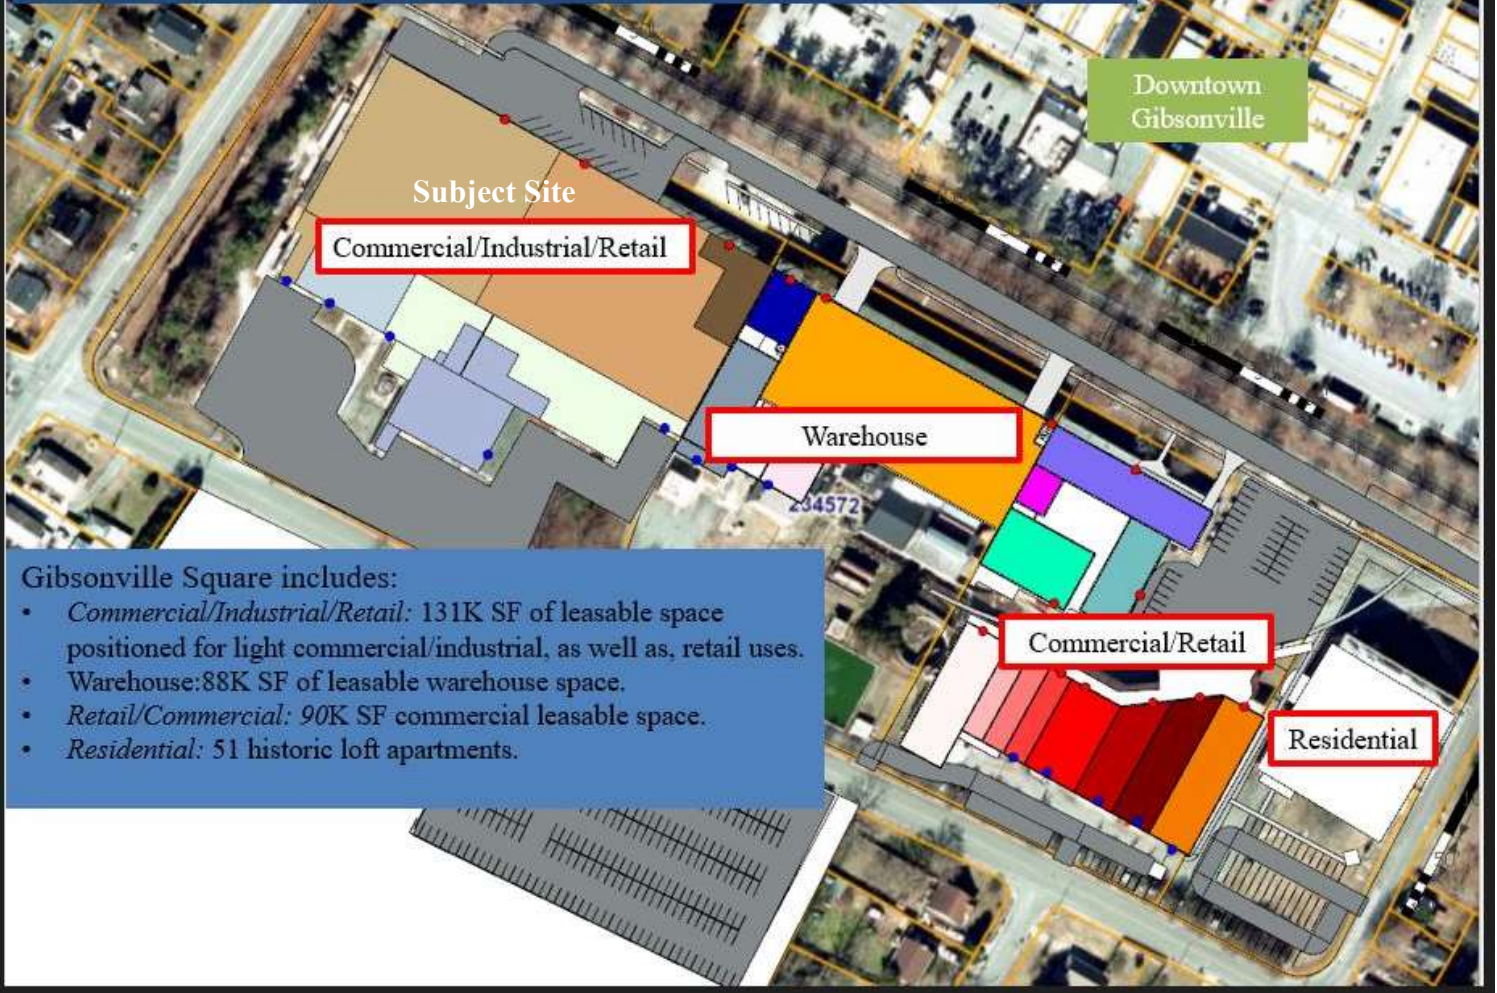 Downtown
Gibsonville
Subject Site
Commercial/Industrial/Retail
Warehouse
234572
Commercial/Retail
Residential
Gibsonville Square includes:
• Commercial/Industrial/Retail: 131K SF of leasable space
positioned for light commercial/industrial, as well as, retail uses.
• Warehouse:88K SF of leasable warehouse space.
• Retail/Commercial: 90K SF commercial leasable space.
• Residential: 51 historic loft apartments.